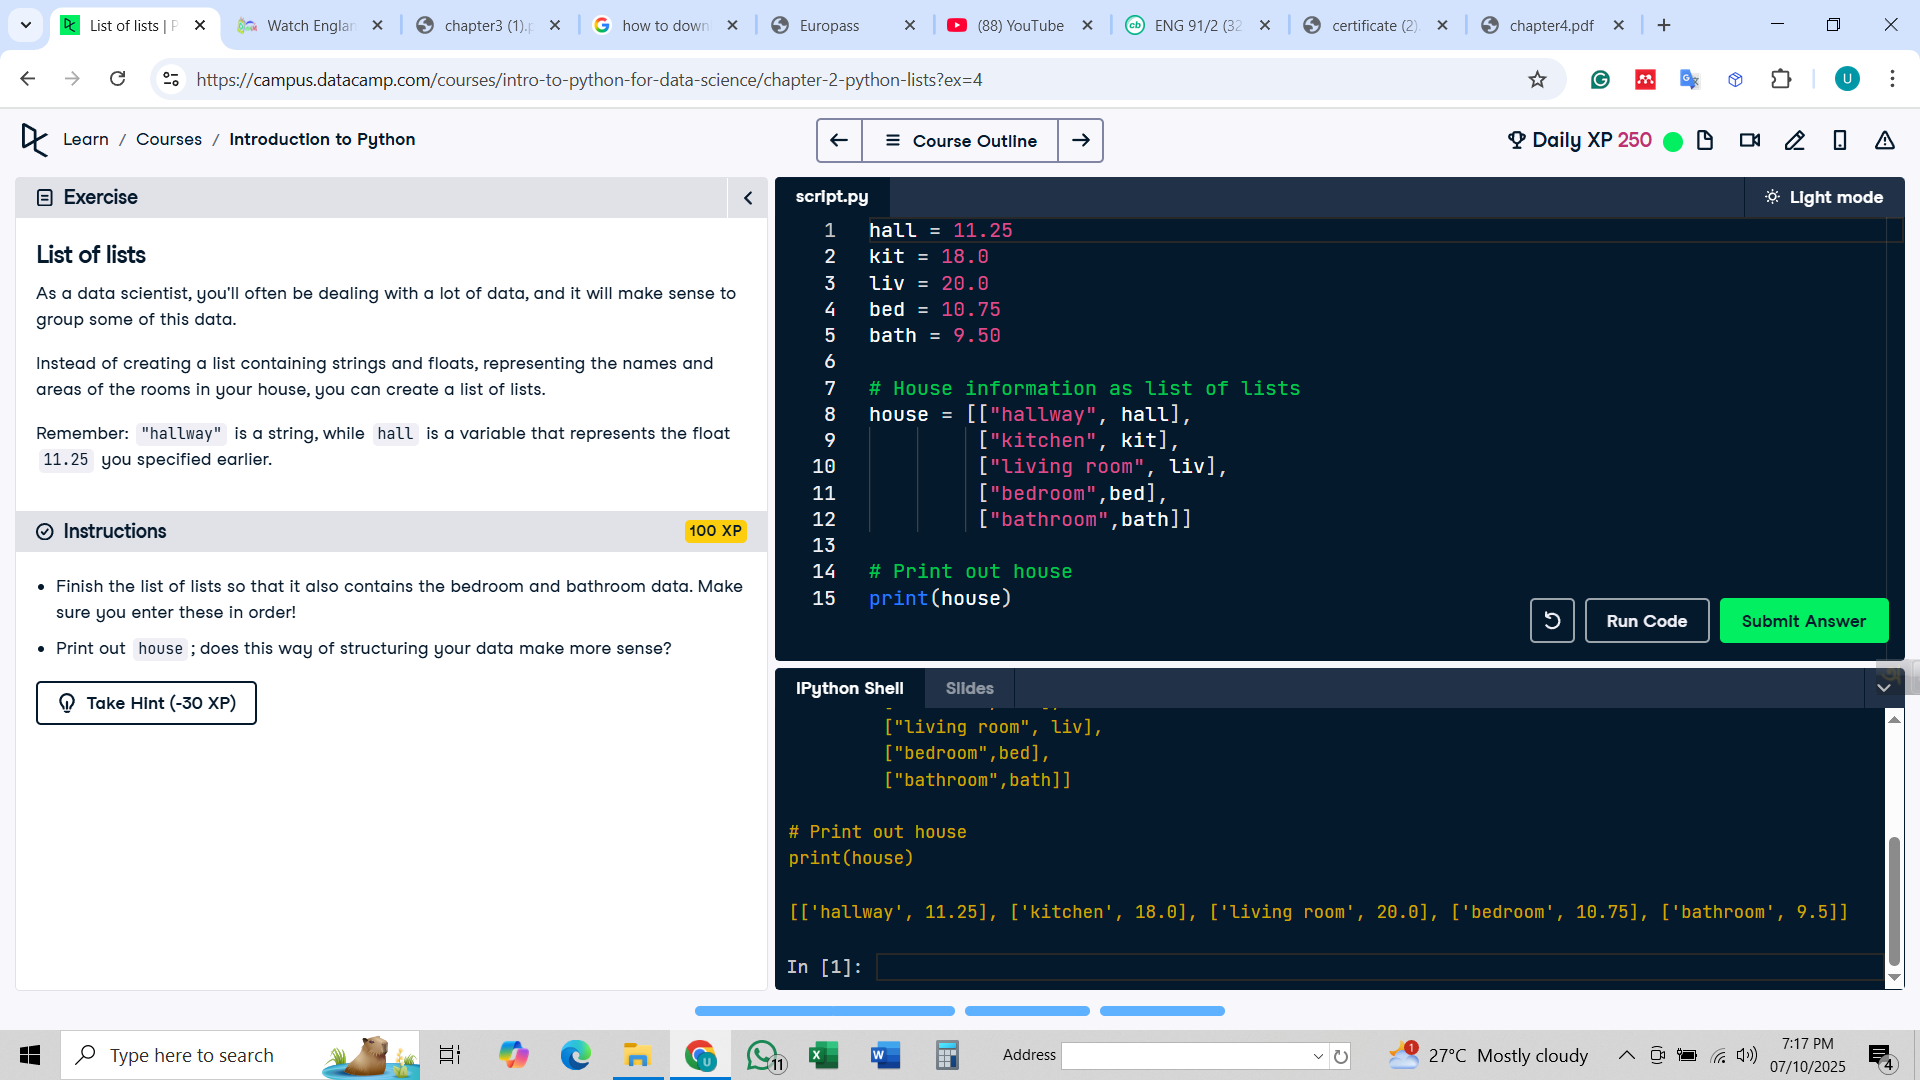 List of lists | P
Watch Englan
chapter3 (1).p
how to down
Europass
(88) YouTube
ENG 91/2 (32
certificate (2).
chapter4.pdf
https://campus.datacamp.com/courses/intro-to-python-for-data-science/chapter-2-python-lists?ex=4
U
Learn / Courses / Introduction to Python
Course Outline
Daily XP 250
Exercise
List of lists
As a data scientist, you'll often be dealing with a lot of data, and it will make sense to
group some of this data.
Instead of creating a list containing strings and floats, representing the names and
areas of the rooms in your house, you can create a list of lists.
Remember: "hallway" is a string, while hall is a variable that represents the float
11.25 you specified earlier.
Instructions
100 XP
• Finish the list of lists so that it also contains the bedroom and bathroom data. Make
sure you enter these in order!
• Print out house ; does this way of structuring your data make more sense?
Take Hint (-30 XP)
script.py
Light mode
1 hall = 11.25
2 kit = 18.0
3 liv = 20.0
4 bed = 10.75
5 bath = 9.50
6
7 # House information as list of lists
8 house = [["hallway", hall],
9 ["kitchen", kit],
10 ["living room", liv],
11 ["bedroom",bed],
12 ["bathroom",bath]]
13
14 # Print out house
15 print(house)
Run Code
Submit Answer
IPython Shell
Slides
["living room", liv],
["bedroom",bed],
["bathroom",bath]]
# Print out house
print(house)
[['hallway', 11.25], ['kitchen', 18.0], ['living room', 20.0], ['bedroom', 10.75], ['bathroom', 9.5]]
In [1]:
Type here to search
11
Address
1
27°C Mostly cloudy
7:17 PM
07/10/2025
4